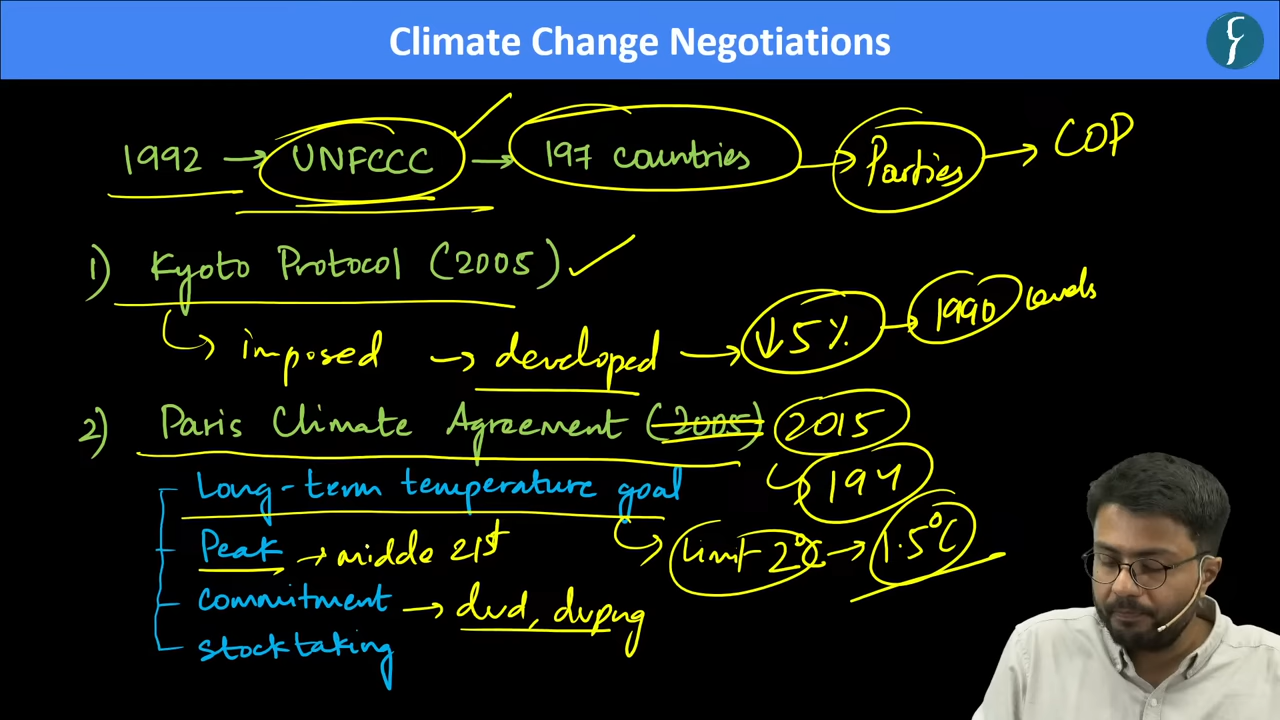 Climate Change Negotiations
1992 → UNFCCC → 197 countries → Parties → COP
1) Kyoto Protocol (2005)
imposed → developed → ↓5% → 1990 levels
2) Paris Climate Agreement (2005) 2015
Long-term temperature goal 194
Peak → midde 21st limit 2°C → 1.5°C
commitment → dvd, dvpng
stocktaking